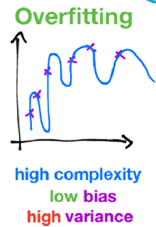 Overfitting
high complexity
low bias
high variance